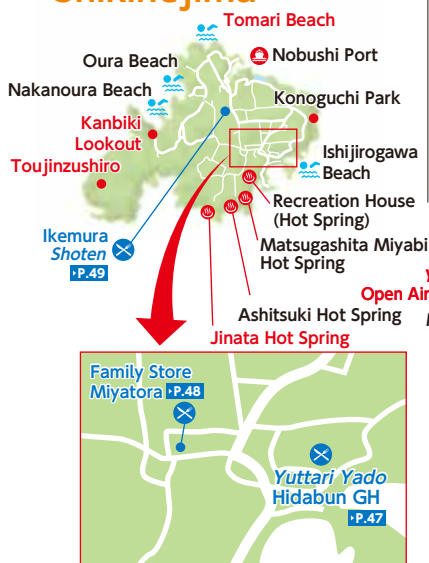 Shikinejima
Tomari Beach
Nobushi Port
Oura Beach
Nakanoura Beach
Konoguchi Park
Kanbiki
Lookout
Toujinzushiro
Ishijirogawa
Beach
Recreation House
(Hot Spring)
Ikemura
Shoten
P.49
Matsugashita Miyabi
Hot Spring
Open Air
Ashitsuki Hot Spring
Jinata Hot Spring
Family Store
Miyatora P.48
Yuttari Yado
Hidabun GH
P.47